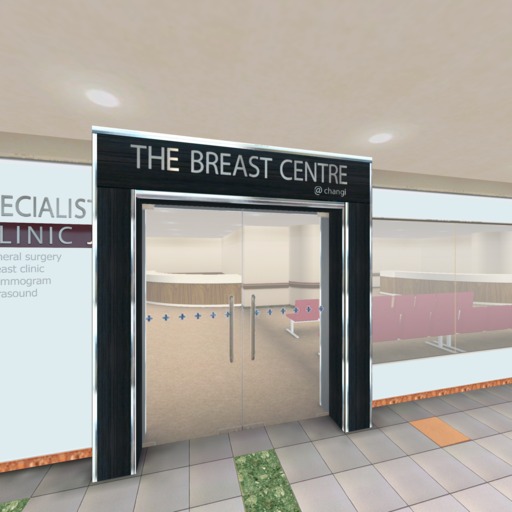 THE BREAST CENTRE
@ changi
ECIALIST
LINIC J
neral surgery
east clinic
mmogram
rasound